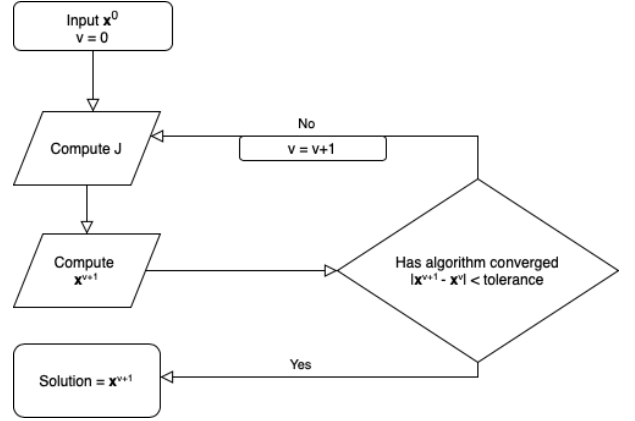 Input x⁰
v = 0
Compute J
No
v = v+1
Compute
xᵛ⁺¹
Has algorithm converged
|xᵛ⁺¹ - xᵛ| < tolerance
Yes
Solution = xᵛ⁺¹